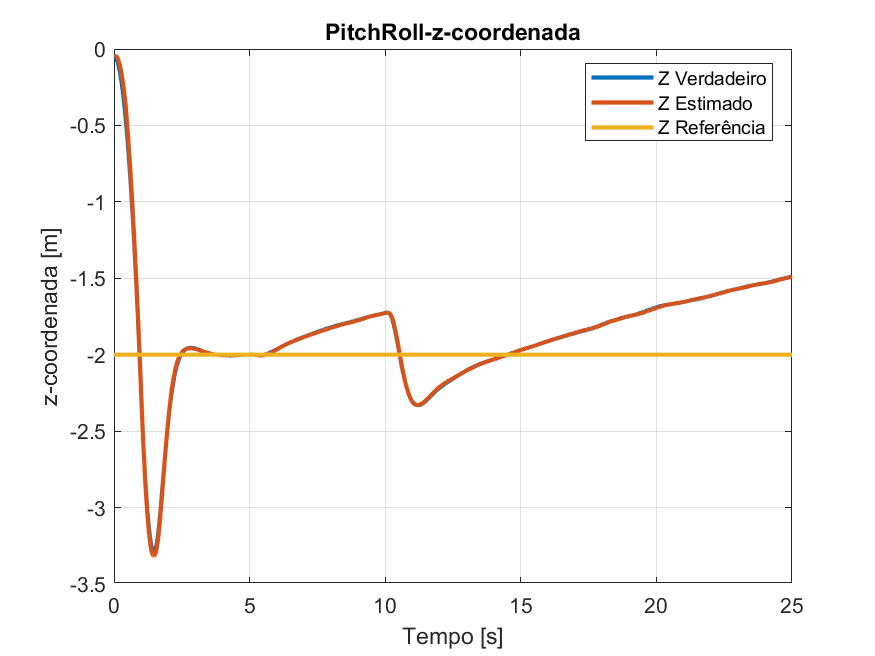 PitchRoll-z-coordenada
Z Verdadeiro
Z Estimado
Z Referência
z-coordenada [m]
0
-0.5
-1
-1.5
-2
-2.5
-3
-3.5
0 5 10 15 20 25
Tempo [s]